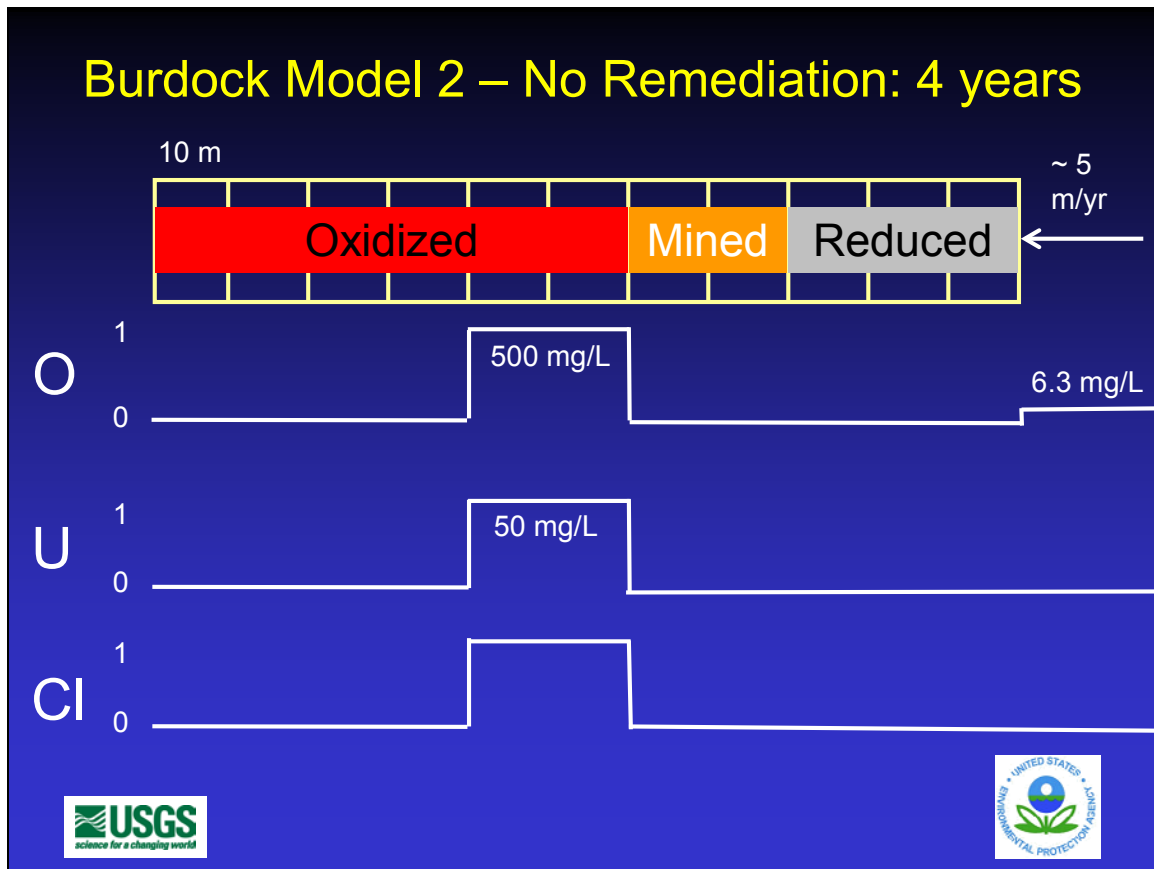 Burdock Model 2 – No Remediation: 4 years
10 m
~ 5
m/yr
Oxidized
Mined
Reduced
O
1
0
500 mg/L
6.3 mg/L
U
1
0
50 mg/L
Cl
1
0
USGS
science for a changing world
UNITED STATES
ENVIRONMENTAL PROTECTION AGENCY